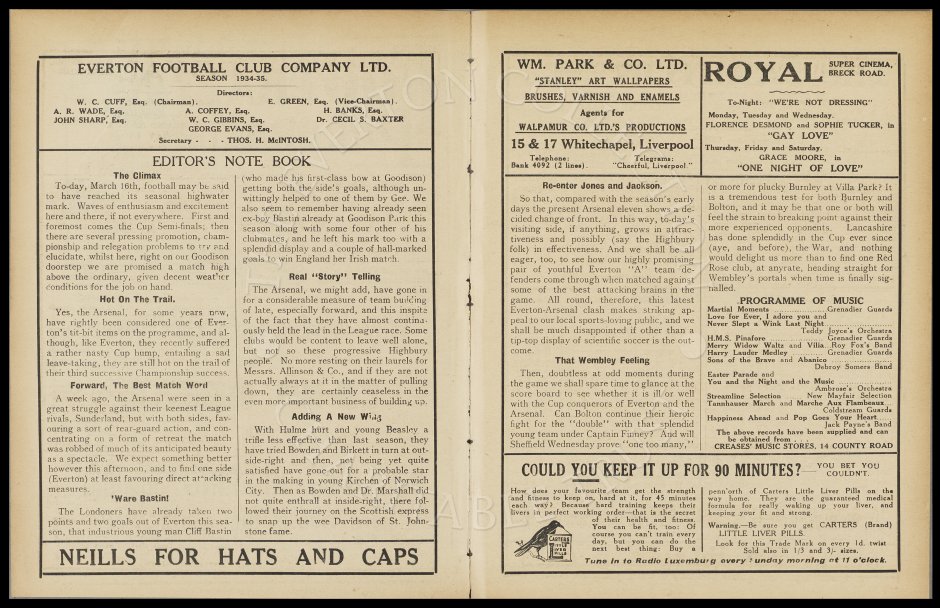 EVERTON FOOTBALL CLUB COMPANY LTD.
SEASON 1934-35.
Directors:
W. C. CUFF, Esq. (Chairman). E. GREEN, Esq. (Vice-Chairman).
A. R. WADE, Esq. A. COFFEY, Esq. H. BANKS, Esq.
JOHN SHARP, Esq. W. C. GIBBINS, Esq. Dr. CECIL S. BAXTER
GEORGE EVANS, Esq.
Secretary - - - THOS. H. McINTOSH.
EDITOR'S NOTE BOOK
The Climax
To-day, March 16th, football may be said
to have reached its seasonal highwater
mark. Waves of enthusiasm and excitement
here and there, if not everywhere. First and
foremost comes the Cup Semi-finals; then
there are several pressing promotion, cham-
pionship and relegation problems to try and
elucidate, whilst here, right on our Goodison
doorstep we are promised a match high
above the ordinary, given decent weather
conditions for the job on hand.
Hot On The Trail.
Yes, the Arsenal, for some years now,
have rightly been considered one of Ever-
ton's tit-bit items on the programme, and al-
though, like Everton, they recently suffered
a rather nasty Cup bump, entailing a sad
leave-taking, they are still hot on the trail of
their third successive Championship success.
Forward, The Best Match Word
A week ago, the Arsenal were seen in a
great struggle against their keenest League
rivals, Sunderland, but with both sides, fav-
ouring a sort of rear-guard action, and con-
centrating on a form of retreat the match
was robbed of much of its anticipated beauty
as a spectacle. We expect something better
however this afternoon, and to find one side
(Everton) at least favouring direct attacking
measures.
'Ware Bastin!
The Londoners have already taken two
points and two goals out of Everton this sea-
son, that industrious young man Cliff Bastin
(who made his first-class bow at Goodison)
getting both the side's goals, although un-
wittingly helped to one of them by Gee. We
also seem to remember having already seen
ex-boy Bastin already at Goodison Park this
season along with some four other of his
clubmates, and he left his mark too with a
splendid display and a couple of hall-marked
goals to win England her Irish match.
Real "Story" Telling
The Arsenal, we might add, have gone in
for a considerable measure of team building
of late, especially forward, and this inspite
of the fact that they have almost continu-
ously held the lead in the League race. Some
clubs would be content to leave well alone,
but not so these progressive Highbury
people. No more resting on their laurels for
Messrs. Allinson & Co., and if they are not
actually always at it in the matter of pulling
down, they are certainly ceaseless in the
even more important business of building up.
Adding A New Wing
With Hulme hurt and young Beasley a
trifle less effective than last season, they
have tried Bowden and Birkett in turn at out-
side-right and then, not being yet quite
satisfied have gone out for a probable star
in the making in young Kirchen of Norwich
City. Then as Bowden and Dr. Marshall did
not quite enthral at inside-right, there fol-
lowed their journey on the Scottish express
to snap up the wee Davidson of St. John-
stone fame.
NEILLS FOR HATS AND CAPS
WM. PARK & CO. LTD.
"STANLEY" ART WALLPAPERS
BRUSHES, VARNISH AND ENAMELS
Agents for
WALPAMUR CO. LTD.'S PRODUCTIONS
15 & 17 Whitechapel, Liverpool
Telephone: Telegrams:
Bank 4092 (2 lines). "Cheerful, Liverpool."
ROYAL SUPER CINEMA,
BRECK ROAD.
To-Night: "WE'RE NOT DRESSING"
Monday, Tuesday and Wednesday.
FLORENCE DESMOND and SOPHIE TUCKER, in
"GAY LOVE"
Thursday, Friday and Saturday.
GRACE MOORE, in
"ONE NIGHT OF LOVE"
Re-enter Jones and Jackson.
So that, compared with the season's early
days the present Arsenal eleven shows a de-
cided change of front. In this way, to-day's
visiting side, if anything, grows in attrac-
tiveness and possibly (say the Highbury
folk) in effectiveness. And we shall be all
eager, too, to see how our highly promising
pair of youthful Everton "A" team de-
fenders come through when matched against
some of the best attacking brains in the
game. All round, therefore, this latest
Everton-Arsenal clash makes striking ap-
peal to our local sports-loving public, and we
shall be much disappointed if other than a
tip-top display of scientific soccer is the out-
come.
That Wembley Feeling
Then, doubtless at odd moments during
the game we shall spare time to glance at the
score board to see whether it is ill or well
with the Cup conquerors of Everton and the
Arsenal. Can Bolton continue their heroic
fight for the "double" with that splendid
young team under Captain Finney? And will
Sheffield Wednesday prove "one too many,"
or more for plucky Burnley at Villa Park? It
is a tremendous test for both Burnley and
Bolton, and it may be that one or both will
feel the strain to breaking point against their
more experienced opponents. Lancashire
has done splendidly in the Cup ever since
(aye, and before), the War, and nothing
would delight us more than to find one Red
Rose club, at anyrate, heading straight for
Wembley's portals when time is finally sig-
nalled.
PROGRAMME OF MUSIC
Martial Moments Grenadier Guards
Love for Ever, I adore you and
Never Slept a Wink Last Night
Teddy Joyce's Orchestra
H.M.S. Pinafore Grenadier Guards
Merry Widow Waltz and Vilia Roy Fox's Band
Harry Lauder Medley Grenadier Guards
Sons of the Brave and Abanico
Debroy Somers Band
Easter Parade and
You and the Night and the Music
Ambrose's Orchestra
Streamline Selection New Mayfair Selection
Tannhauser March and Marche Aux Flambeaux
Coldstream Guards
Happiness Ahead and Pop Goes Your Heart
Jack Payne's Band
The above records have been supplied and can
be obtained from
CREASES' MUSIC STORES, 14 COUNTY ROAD
COULD YOU KEEP IT UP FOR 90 MINUTES? YOU BET YOU
COULDN'T.
How does your favourite team get the strength
and fitness to keep on, hard at it, for 45 minutes
each way? Because hard training keeps their
livers in perfect working order—that is the secret
of their health and fitness.
You can be fit, too: Of
course you can't train every
day, but you can do the
next best thing: Buy a
CARTERS
LITTLE
LIVER
PILLS
penn'orth of Carters Little Liver Pills on the
way home. They are the guaranteed medical
formula for really waking up your liver, and
keeping your fit and strong.
Warning.—Be sure you get CARTERS (Brand)
LITTLE LIVER PILLS.
Look for this Trade Mark on every 1d. twist
Sold also in 1/3 and 3/- sizes.
Tune in to Radio Luxemburg every Sunday morning at 11 o'clock.